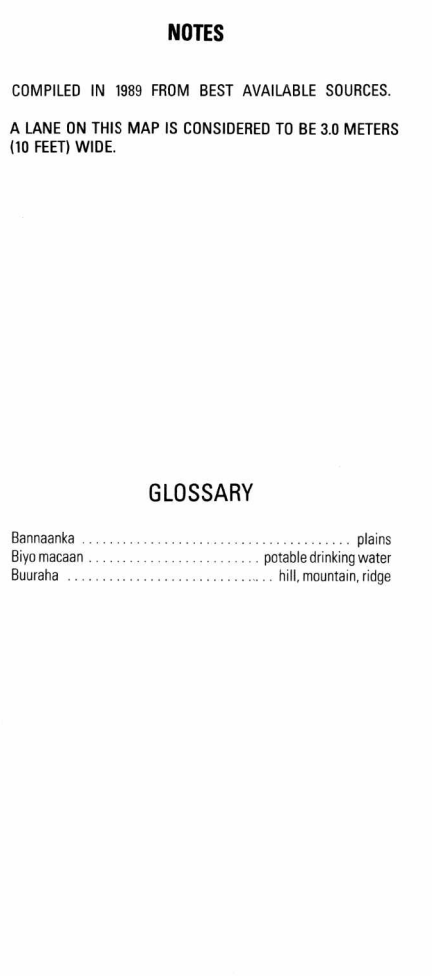 NOTES
COMPILED IN 1989 FROM BEST AVAILABLE SOURCES.
A LANE ON THIS MAP IS CONSIDERED TO BE 3.0 METERS
(10 FEET) WIDE.
GLOSSARY
Bannaanka ....................................... plains
Biyo macaan ......................... potable drinking water
Buuraha .............................. hill, mountain, ridge